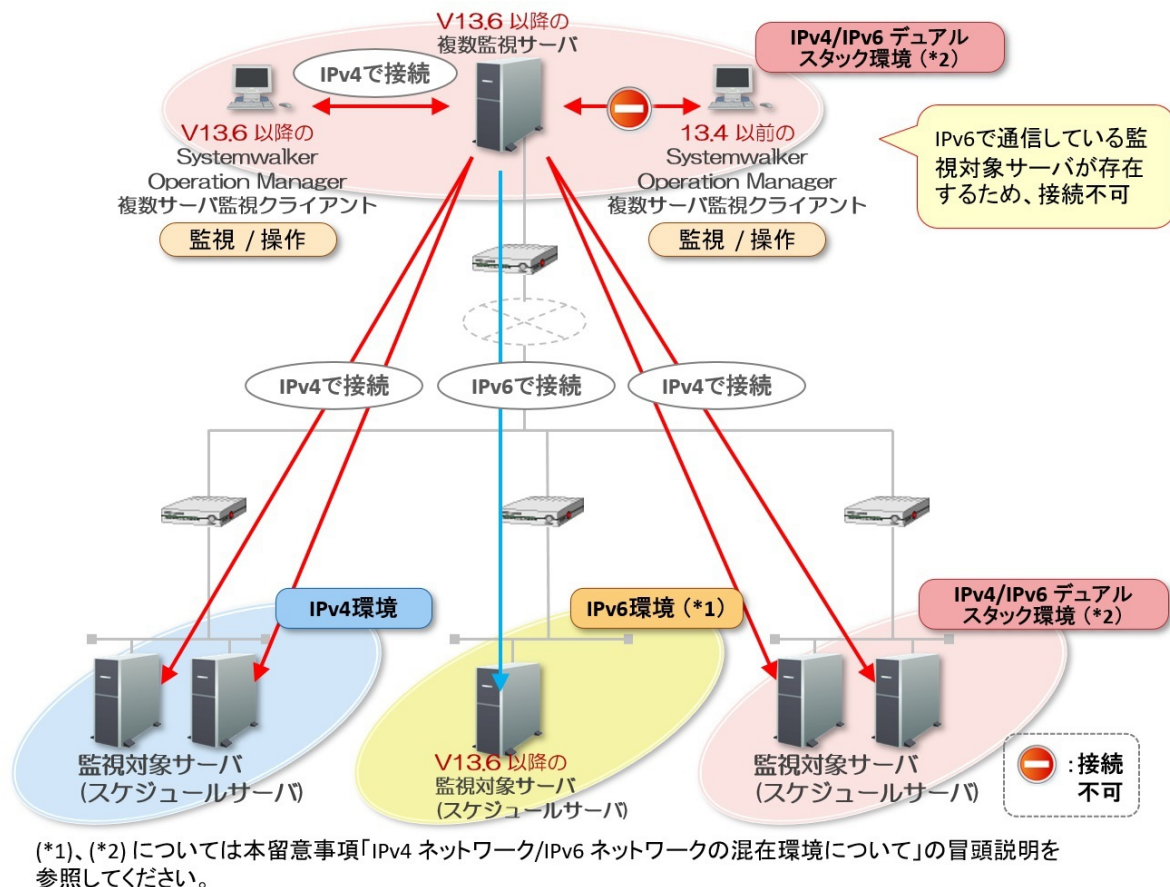 V13.6 以降の
複数監視サーバ
IPv4/IPv6 デュアル
スタック環境 (*2)
IPv4で接続
V13.6 以降の
Systemwalker
Operation Manager
複数サーバ監視クライアント
監視 / 操作
13.4 以前の
Systemwalker
Operation Manager
複数サーバ監視クライアント
監視 / 操作
IPv6で通信している監
視対象サーバが存在
するため、接続不可
IPv4で接続
IPv6で接続
IPv4で接続
IPv4環境
IPv6環境 (*1)
IPv4/IPv6 デュアル
スタック環境 (*2)
監視対象サーバ
(スケジュールサーバ)
V13.6 以降の
監視対象サーバ
(スケジュールサーバ)
監視対象サーバ
(スケジュールサーバ)
:接続
不可
(*1)、(*2) については本留意事項「IPv4 ネットワーク/IPv6 ネットワークの混在環境について」の冒頭説明を
参照してください。